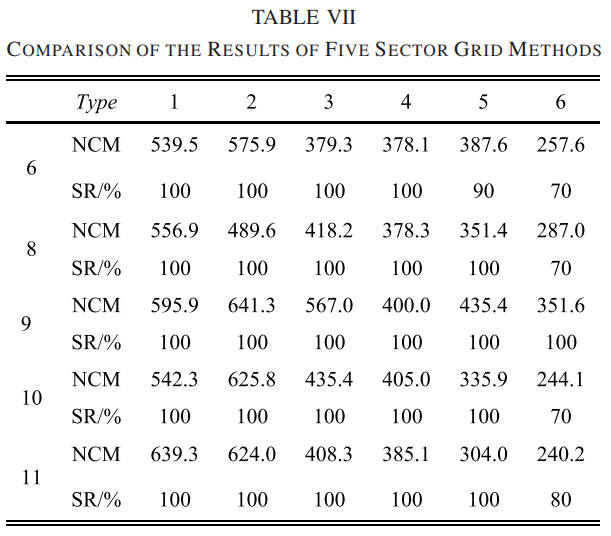 TABLE VII
COMPARISON OF THE RESULTS OF FIVE SECTOR GRID METHODS
Type 1 2 3 4 5 6
6
NCM 539.5 575.9 379.3 378.1 387.6 257.6
SR/% 100 100 100 100 90 70
8
NCM 556.9 489.6 418.2 378.3 351.4 287.0
SR/% 100 100 100 100 100 70
9
NCM 595.9 641.3 567.0 400.0 435.4 351.6
SR/% 100 100 100 100 100 100
10
NCM 542.3 625.8 435.4 405.0 335.9 244.1
SR/% 100 100 100 100 100 70
11
NCM 639.3 624.0 408.3 385.1 304.0 240.2
SR/% 100 100 100 100 100 80